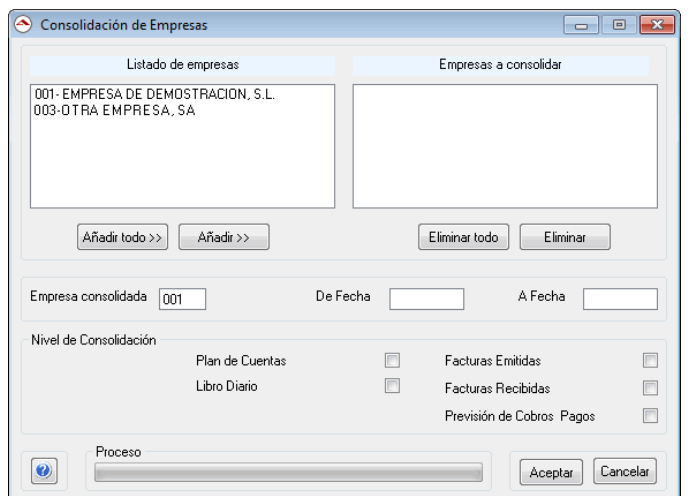 Consolidación de Empresas
Listado de empresas
Empresas a consolidar
001- EMPRESA DE DEMOSTRACION, S.L.
003-OTRA EMPRESA, SA
Añadir todo >>
Añadir >>
Eliminar todo
Eliminar
Empresa consolidada 001 De Fecha A Fecha
Nivel de Consolidación
Plan de Cuentas Facturas Emitidas
Libro Diario Facturas Recibidas
Previsión de Cobros Pagos
Proceso
? Aceptar Cancelar